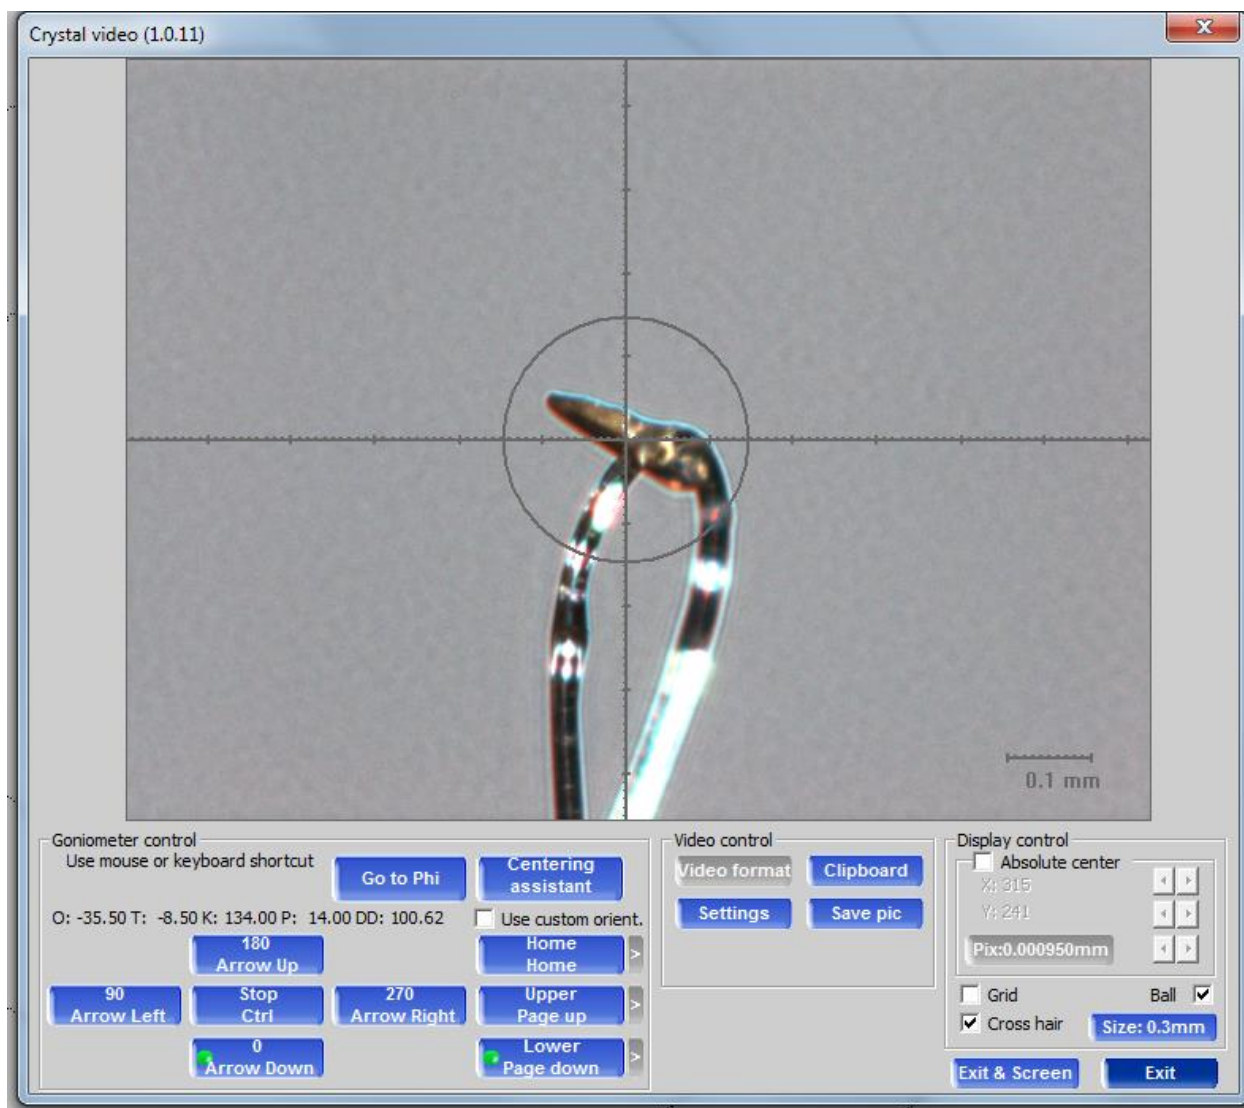 Crystal video (1.0.11)
0.1 mm
Goniometer control
Use mouse or keyboard shortcut
Go to Phi
Centering
assistant
O: -35.50 T: -8.50 K: 134.00 P: 14.00 DD: 100.62
Use custom orient.
180
Arrow Up
Home
Home
>
90
Arrow Left
Stop
Ctrl
270
Arrow Right
Upper
Page up
>
0
Arrow Down
Lower
Page down
>
Video control
Video format
Clipboard
Settings
Save pic
Display control
Absolute center
X: 315
Y: 241
Pix:0.000950mm
Grid
Ball
Cross hair
Size: 0.3mm
Exit & Screen
Exit